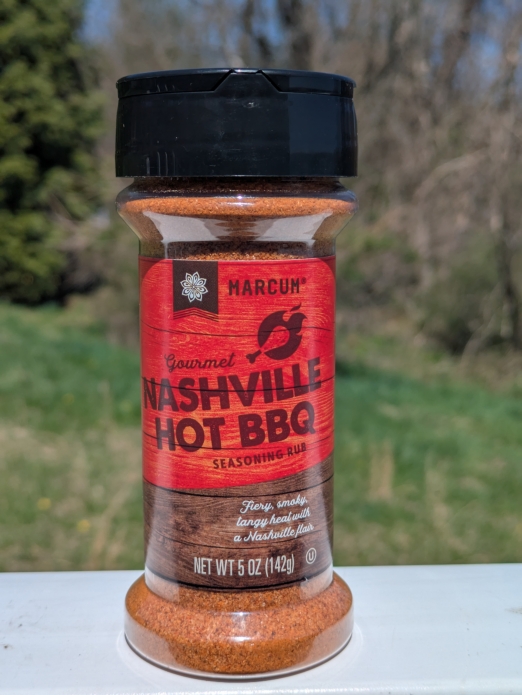 MARCUM®
Gourmet
NASHVILLE
HOT BBQ
SEASONING RUB
Fiery, smoky,
tangy heat with
a Nashville flair
NET WT 5 OZ (142g) U